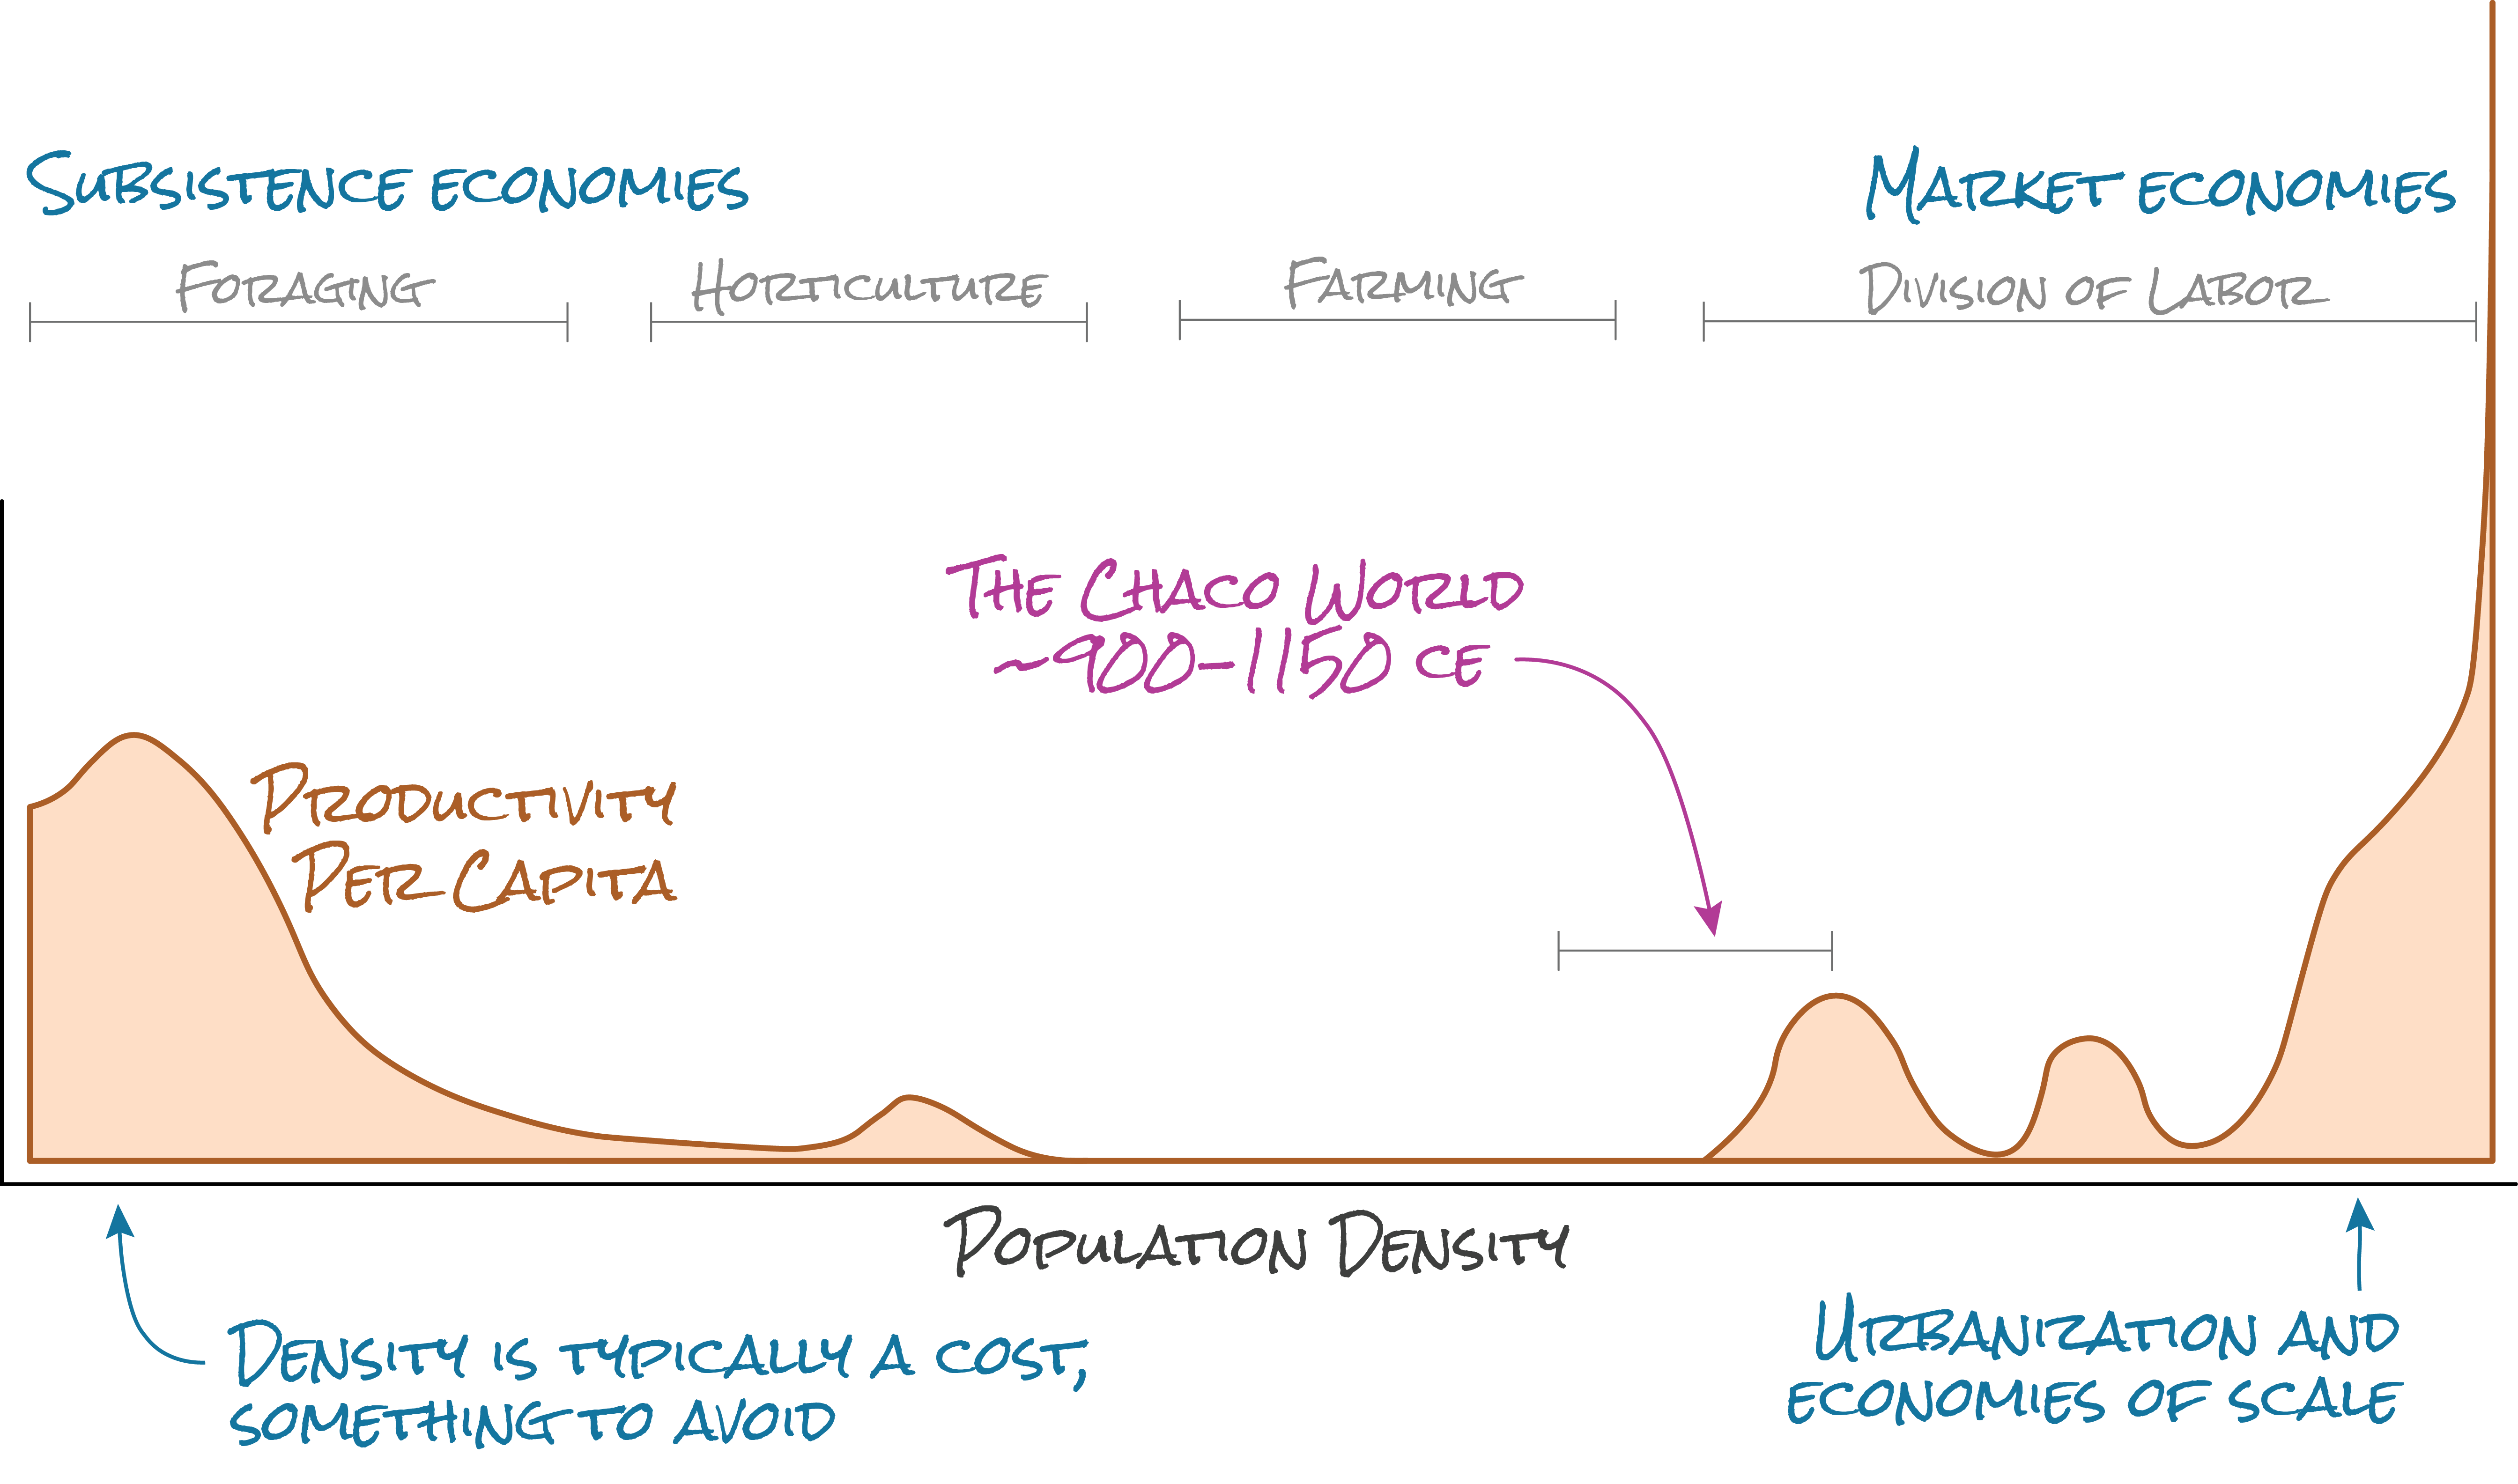 Subsistence economies
Market economies
Foraging
Horticulture
Farming
Division of Labor
The Chaco World
~900-1150 CE
Productivity
Per Capita
Population Density
Density is typically a cost,
something to avoid
Urbanization and
economies of scale